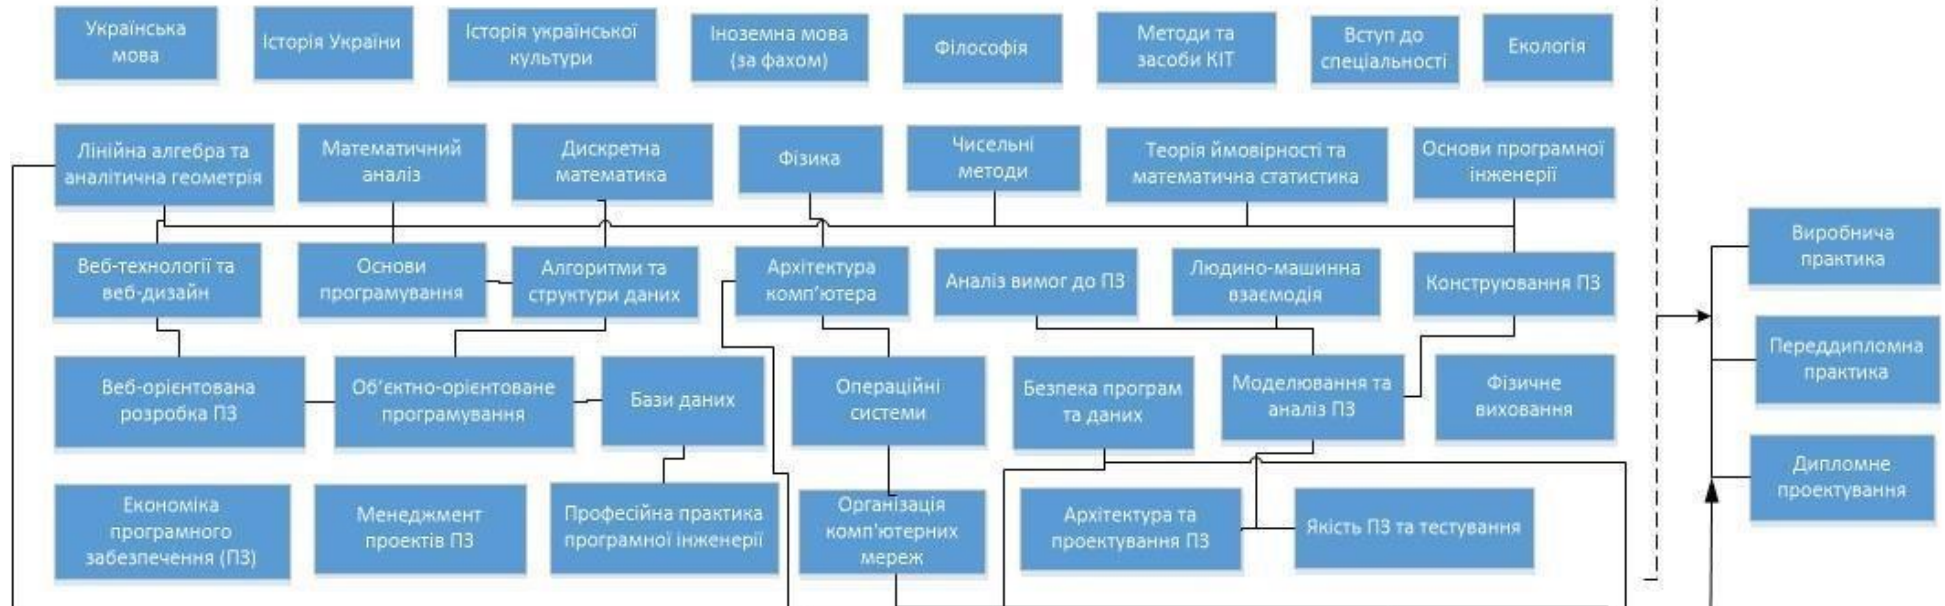 Українська
мова
Історія України
Історія української
культури
Іноземна мова
(за фахом)
Філософія
Методи та
засоби КІТ
Вступ до
спеціальності
Екологія
Лінійна алгебра та
аналітична геометрія
Математичний
аналіз
Дискретна
математика
Фізика
Чисельні
методи
Теорія ймовірності та
математична статистика
Основи програмної
інженерії
Веб-технології та
веб-дизайн
Основи
програмування
Алгоритми та
структури даних
Архітектура
комп’ютера
Аналіз вимог до ПЗ
Людино-машинна
взаємодія
Конструювання ПЗ
Виробнича
практика
Веб-орієнтована
розробка ПЗ
Об’єктно-орієнтоване
програмування
Бази даних
Операційні
системи
Безпека програм
та даних
Моделювання та
аналіз ПЗ
Фізичне
виховання
Переддипломна
практика
Економіка
програмного
забезпечення (ПЗ)
Менеджмент
проектів ПЗ
Професійна практика
програмної інженерії
Організація
комп'ютерних
мереж
Архітектура та
проектування ПЗ
Якість ПЗ та тестування
Дипломне
проектування